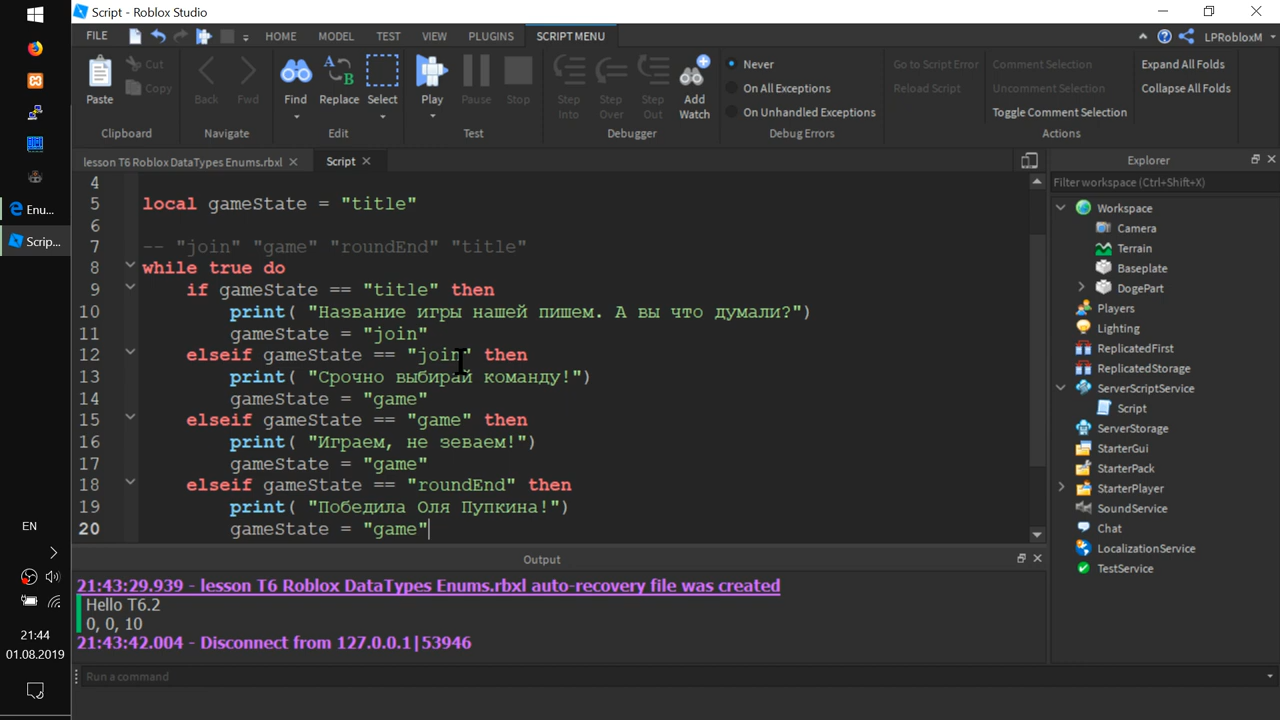 Script - Roblox Studio
FILE HOME MODEL TEST VIEW PLUGINS SCRIPT MENU LPRobloxM
Paste Cut Copy Clipboard
Back Fwd Navigate
Find Replace Select Edit
Play Pause Stop Test
Step Into Step Over Step Out Add Watch Debugger
Never
On All Exceptions
On Unhandled Exceptions
Debug Errors
Go to Script Error
Reload Script
Comment Selection
Uncomment Selection
Toggle Comment Selection
Expand All Folds
Collapse All Folds
Actions
lesson T6 Roblox DataTypes Enums.rbxl Script
4
5 local gameState = "title"
6
7 -- "join" "game" "roundEnd" "title"
8 while true do
9 if gameState == "title" then
10 print( "Название игры нашей пишем. А вы что думали?")
11 gameState = "join"
12 elseif gameState == "join" then
13 print( "Срочно выбирай команду!")
14 gameState = "game"
15 elseif gameState == "game" then
16 print( "Играем, не зеваем!")
17 gameState = "game"
18 elseif gameState == "roundEnd" then
19 print( "Победила Оля Пупкина!")
20 gameState = "game"
Output
21:43:29.939 - lesson T6 Roblox DataTypes Enums.rbxl auto-recovery file was created
Hello T6.2
0, 0, 10
21:43:42.004 - Disconnect from 127.0.0.1|53946
Run a command
Explorer
Filter workspace (Ctrl+Shift+X)
Workspace
Camera
Terrain
Baseplate
DogePart
Players
Lighting
ReplicatedFirst
ReplicatedStorage
ServerScriptService
Script
ServerStorage
StarterGui
StarterPack
StarterPlayer
SoundService
Chat
LocalizationService
TestService
Enu...
Scrip...
EN
21:44
01.08.2019